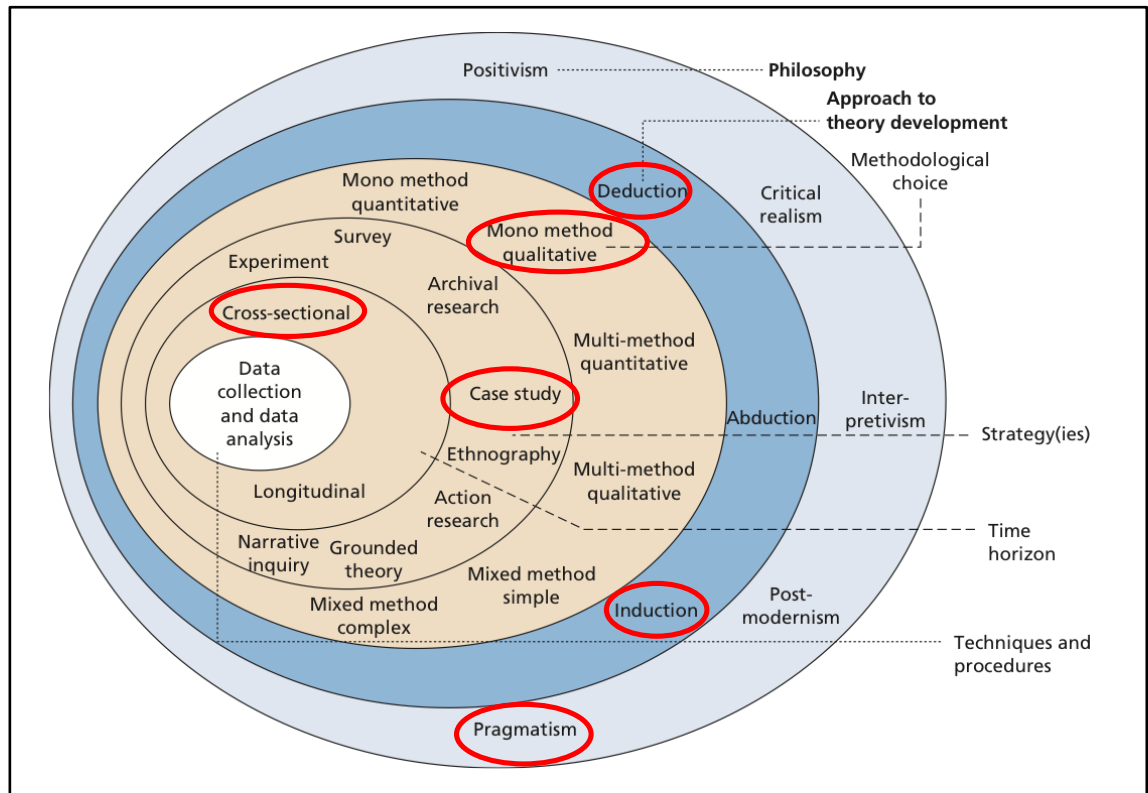 Positivism
Philosophy
Approach to
theory development
Methodological
choice
Mono method
quantitative
Deduction
Critical
realism
Survey
Mono method
qualitative
Experiment
Archival
research
Cross-sectional
Multi-method
quantitative
Data
collection
and data
analysis
Case study
Abduction
Inter-
pretivism
Strategy(ies)
Ethnography
Multi-method
qualitative
Longitudinal
Action
research
Time
horizon
Narrative
inquiry
Grounded
theory
Mixed method
simple
Mixed method
complex
Induction
Post-
modernism
Techniques and
procedures
Pragmatism